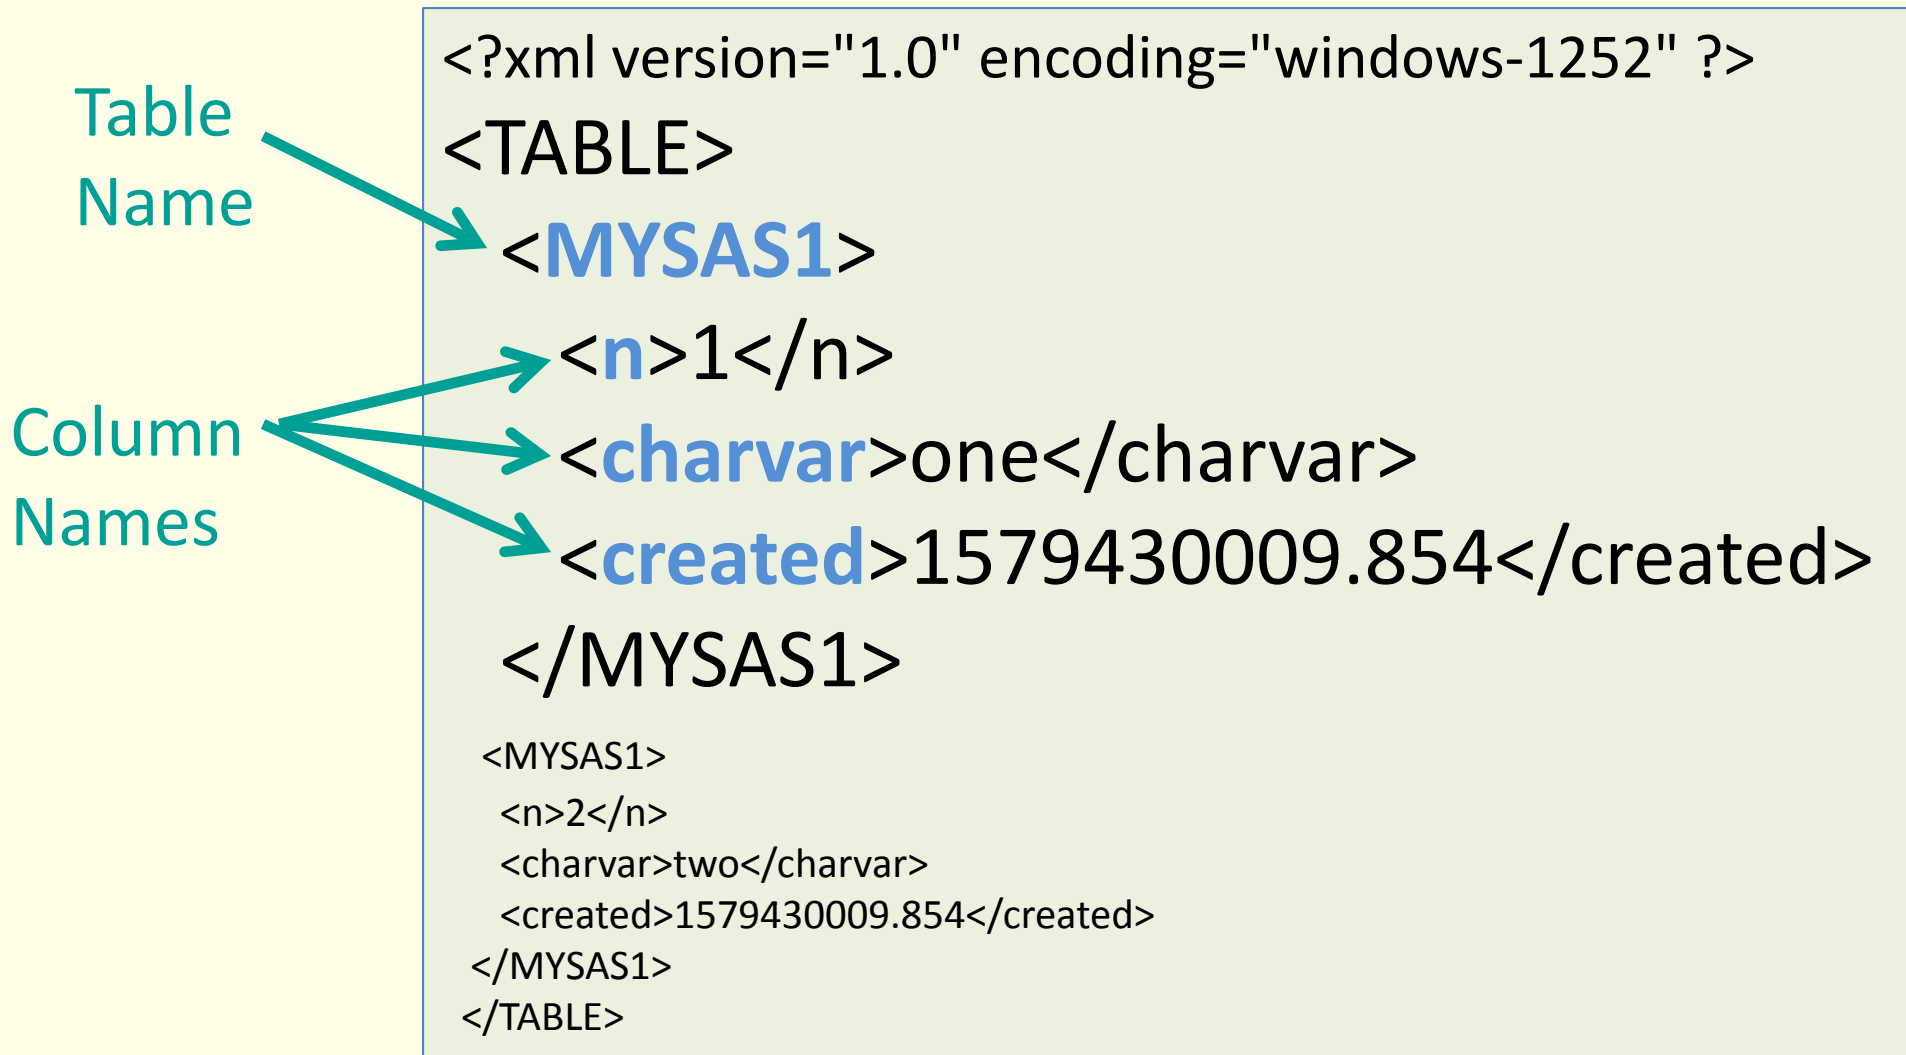 Table
Name
Column
Names
<?xml version="1.0" encoding="windows-1252" ?>
<TABLE>
<MYSAS1>
<n>1</n>
<charvar>one</charvar>
<created>1579430009.854</created>
</MYSAS1>
<MYSAS1>
<n>2</n>
<charvar>two</charvar>
<created>1579430009.854</created>
</MYSAS1>
</TABLE>